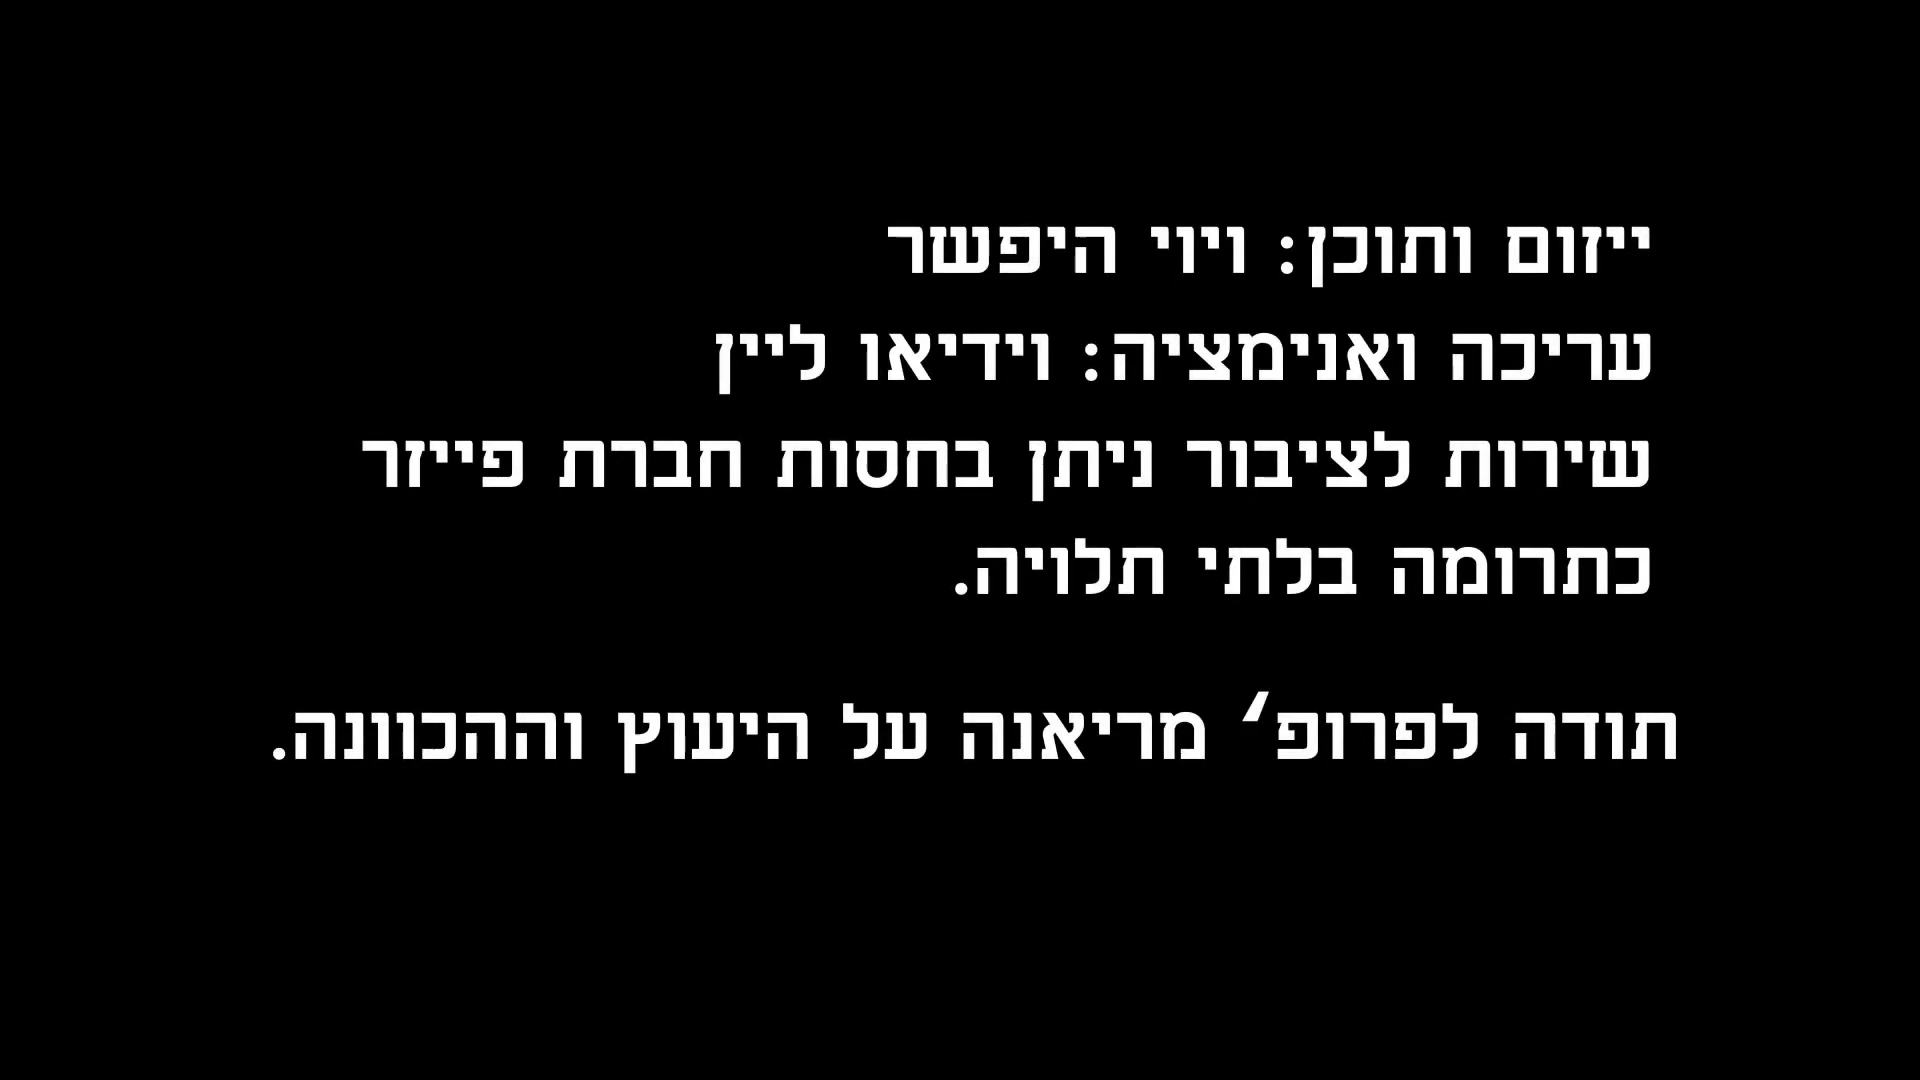 ייזום ותוכן: ויוי היפשר
עריכה ואנימציה: וידיאו ליין
שירות לציבור ניתן בחסות חברת פייזר
כתרומה בלתי תלויה.
תודה לפרופ׳ מריאנה על היעוץ וההכוונה.